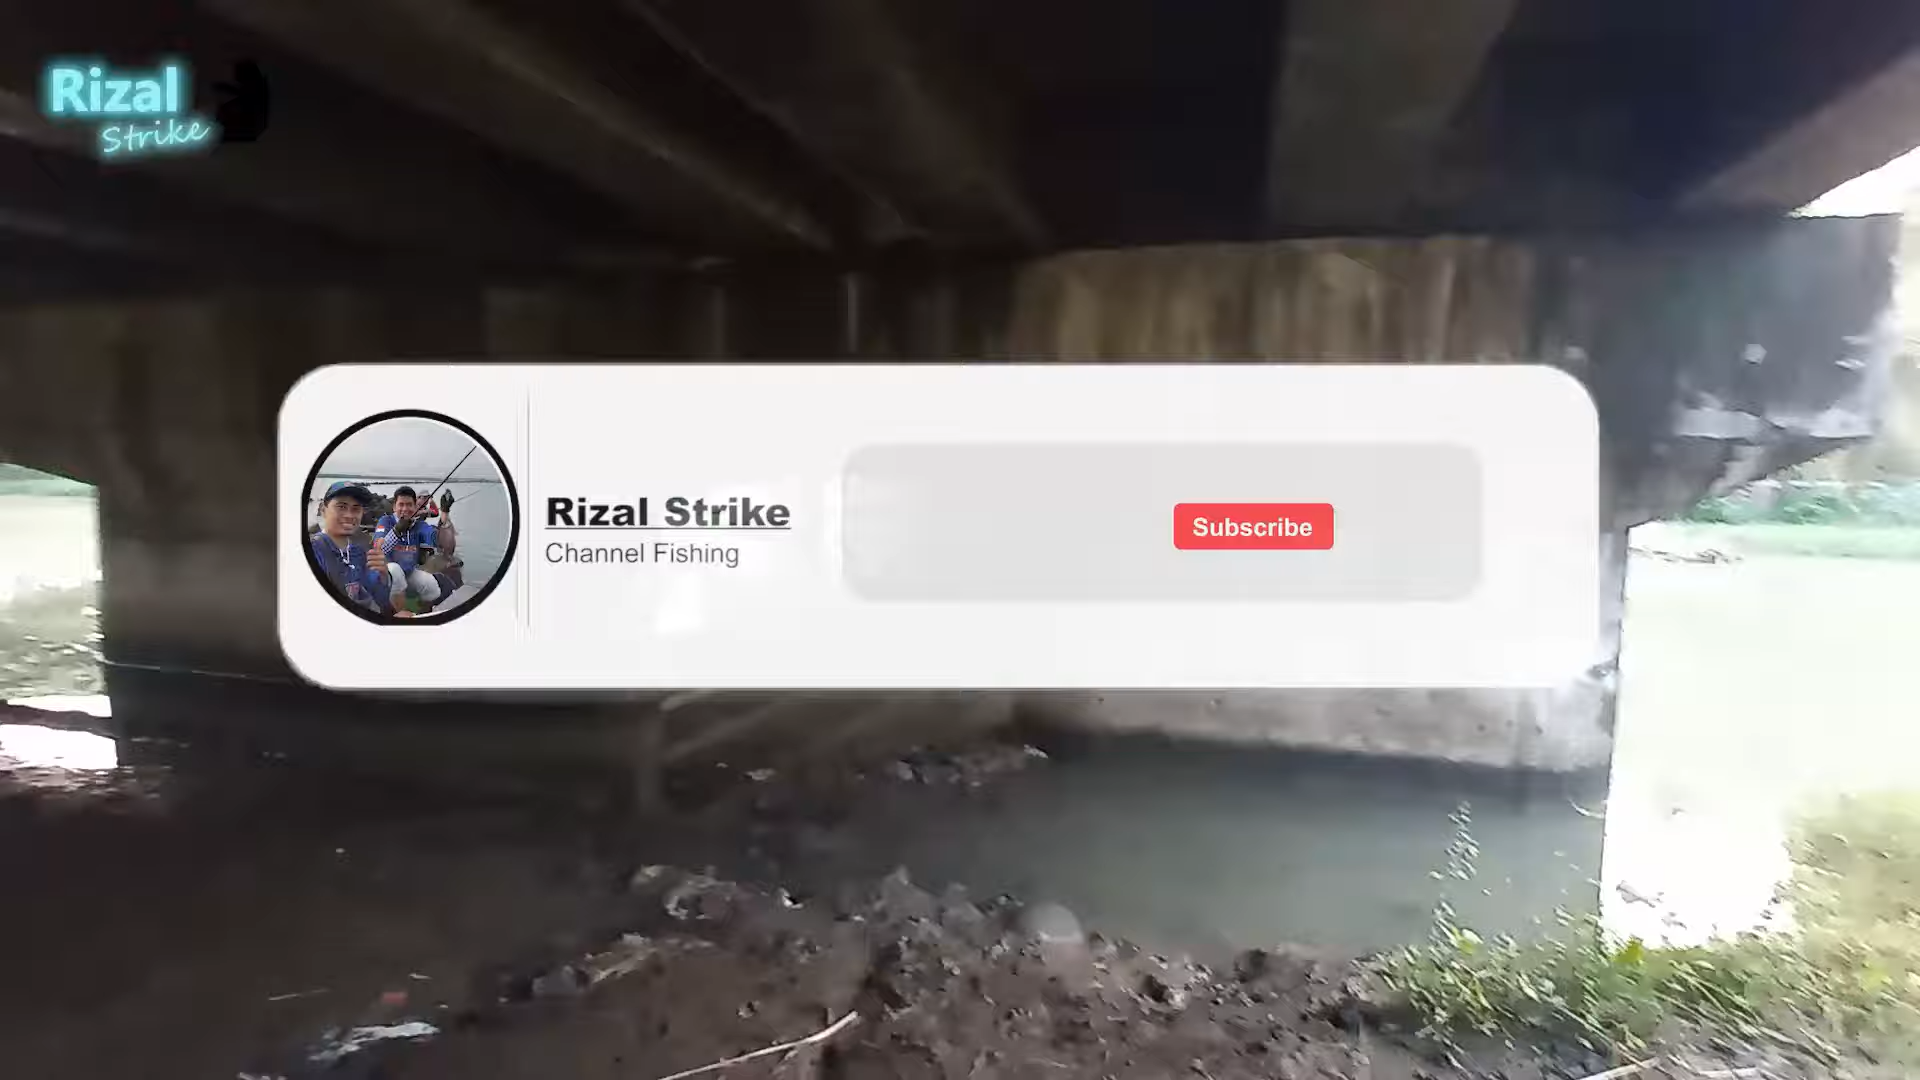 Rizal
Strike
Rizal Strike
Channel Fishing
Subscribe